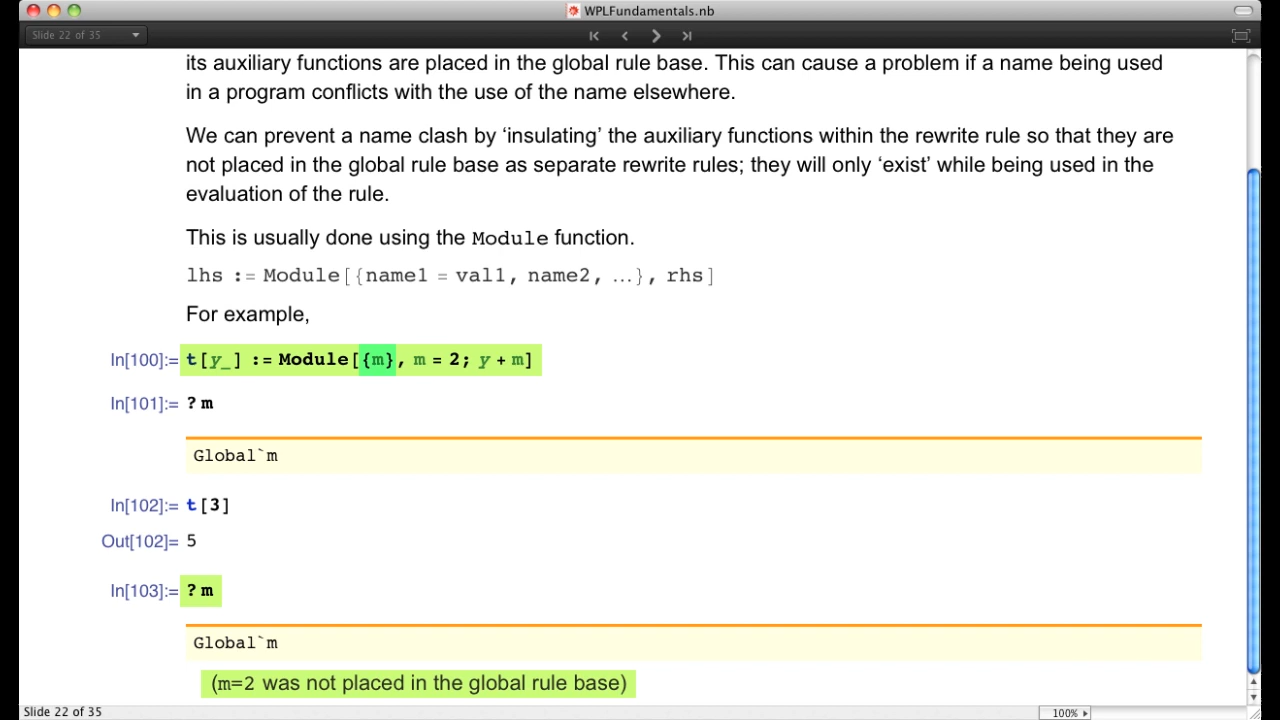 WPLFundamentals.nb
Slide 22 of 35
its auxiliary functions are placed in the global rule base. This can cause a problem if a name being used
in a program conflicts with the use of the name elsewhere.
We can prevent a name clash by ‘insulating’ the auxiliary functions within the rewrite rule so that they are
not placed in the global rule base as separate rewrite rules; they will only ‘exist’ while being used in the
evaluation of the rule.
This is usually done using the Module function.
lhs := Module[{name1 = val1, name2, ...}, rhs]
For example,
In[100]:= t[y_] := Module[{m}, m = 2; y + m]
In[101]:= ? m
Global`m
In[102]:= t[3]
Out[102]= 5
In[103]:= ? m
Global`m
(m=2 was not placed in the global rule base)
Slide 22 of 35
100%